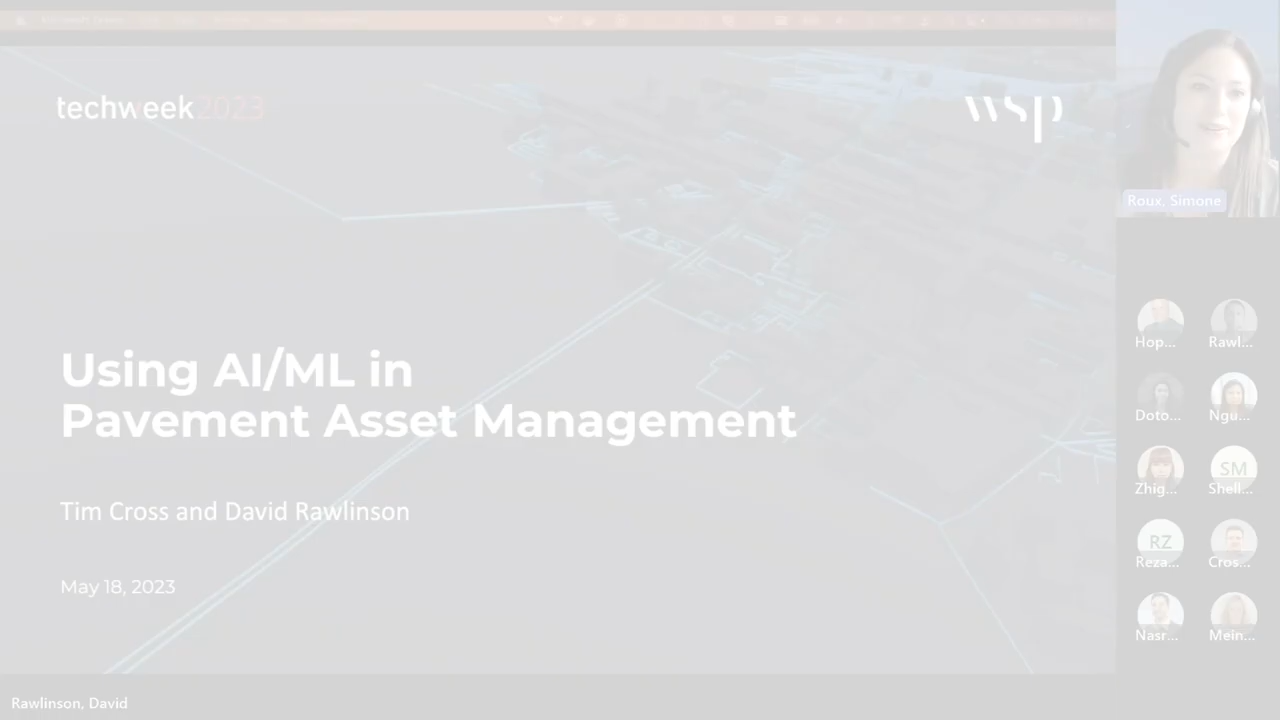 techweek2023
wsp
Roux, Simone
Using AI/ML in
Pavement Asset Management
Tim Cross and David Rawlinson
May 18, 2023
Hop...
Rawl...
Doto...
Ngu...
Zhig...
SM
Shell...
RZ
Reza...
Cros...
Nasr...
Mein...
Rawlinson, David